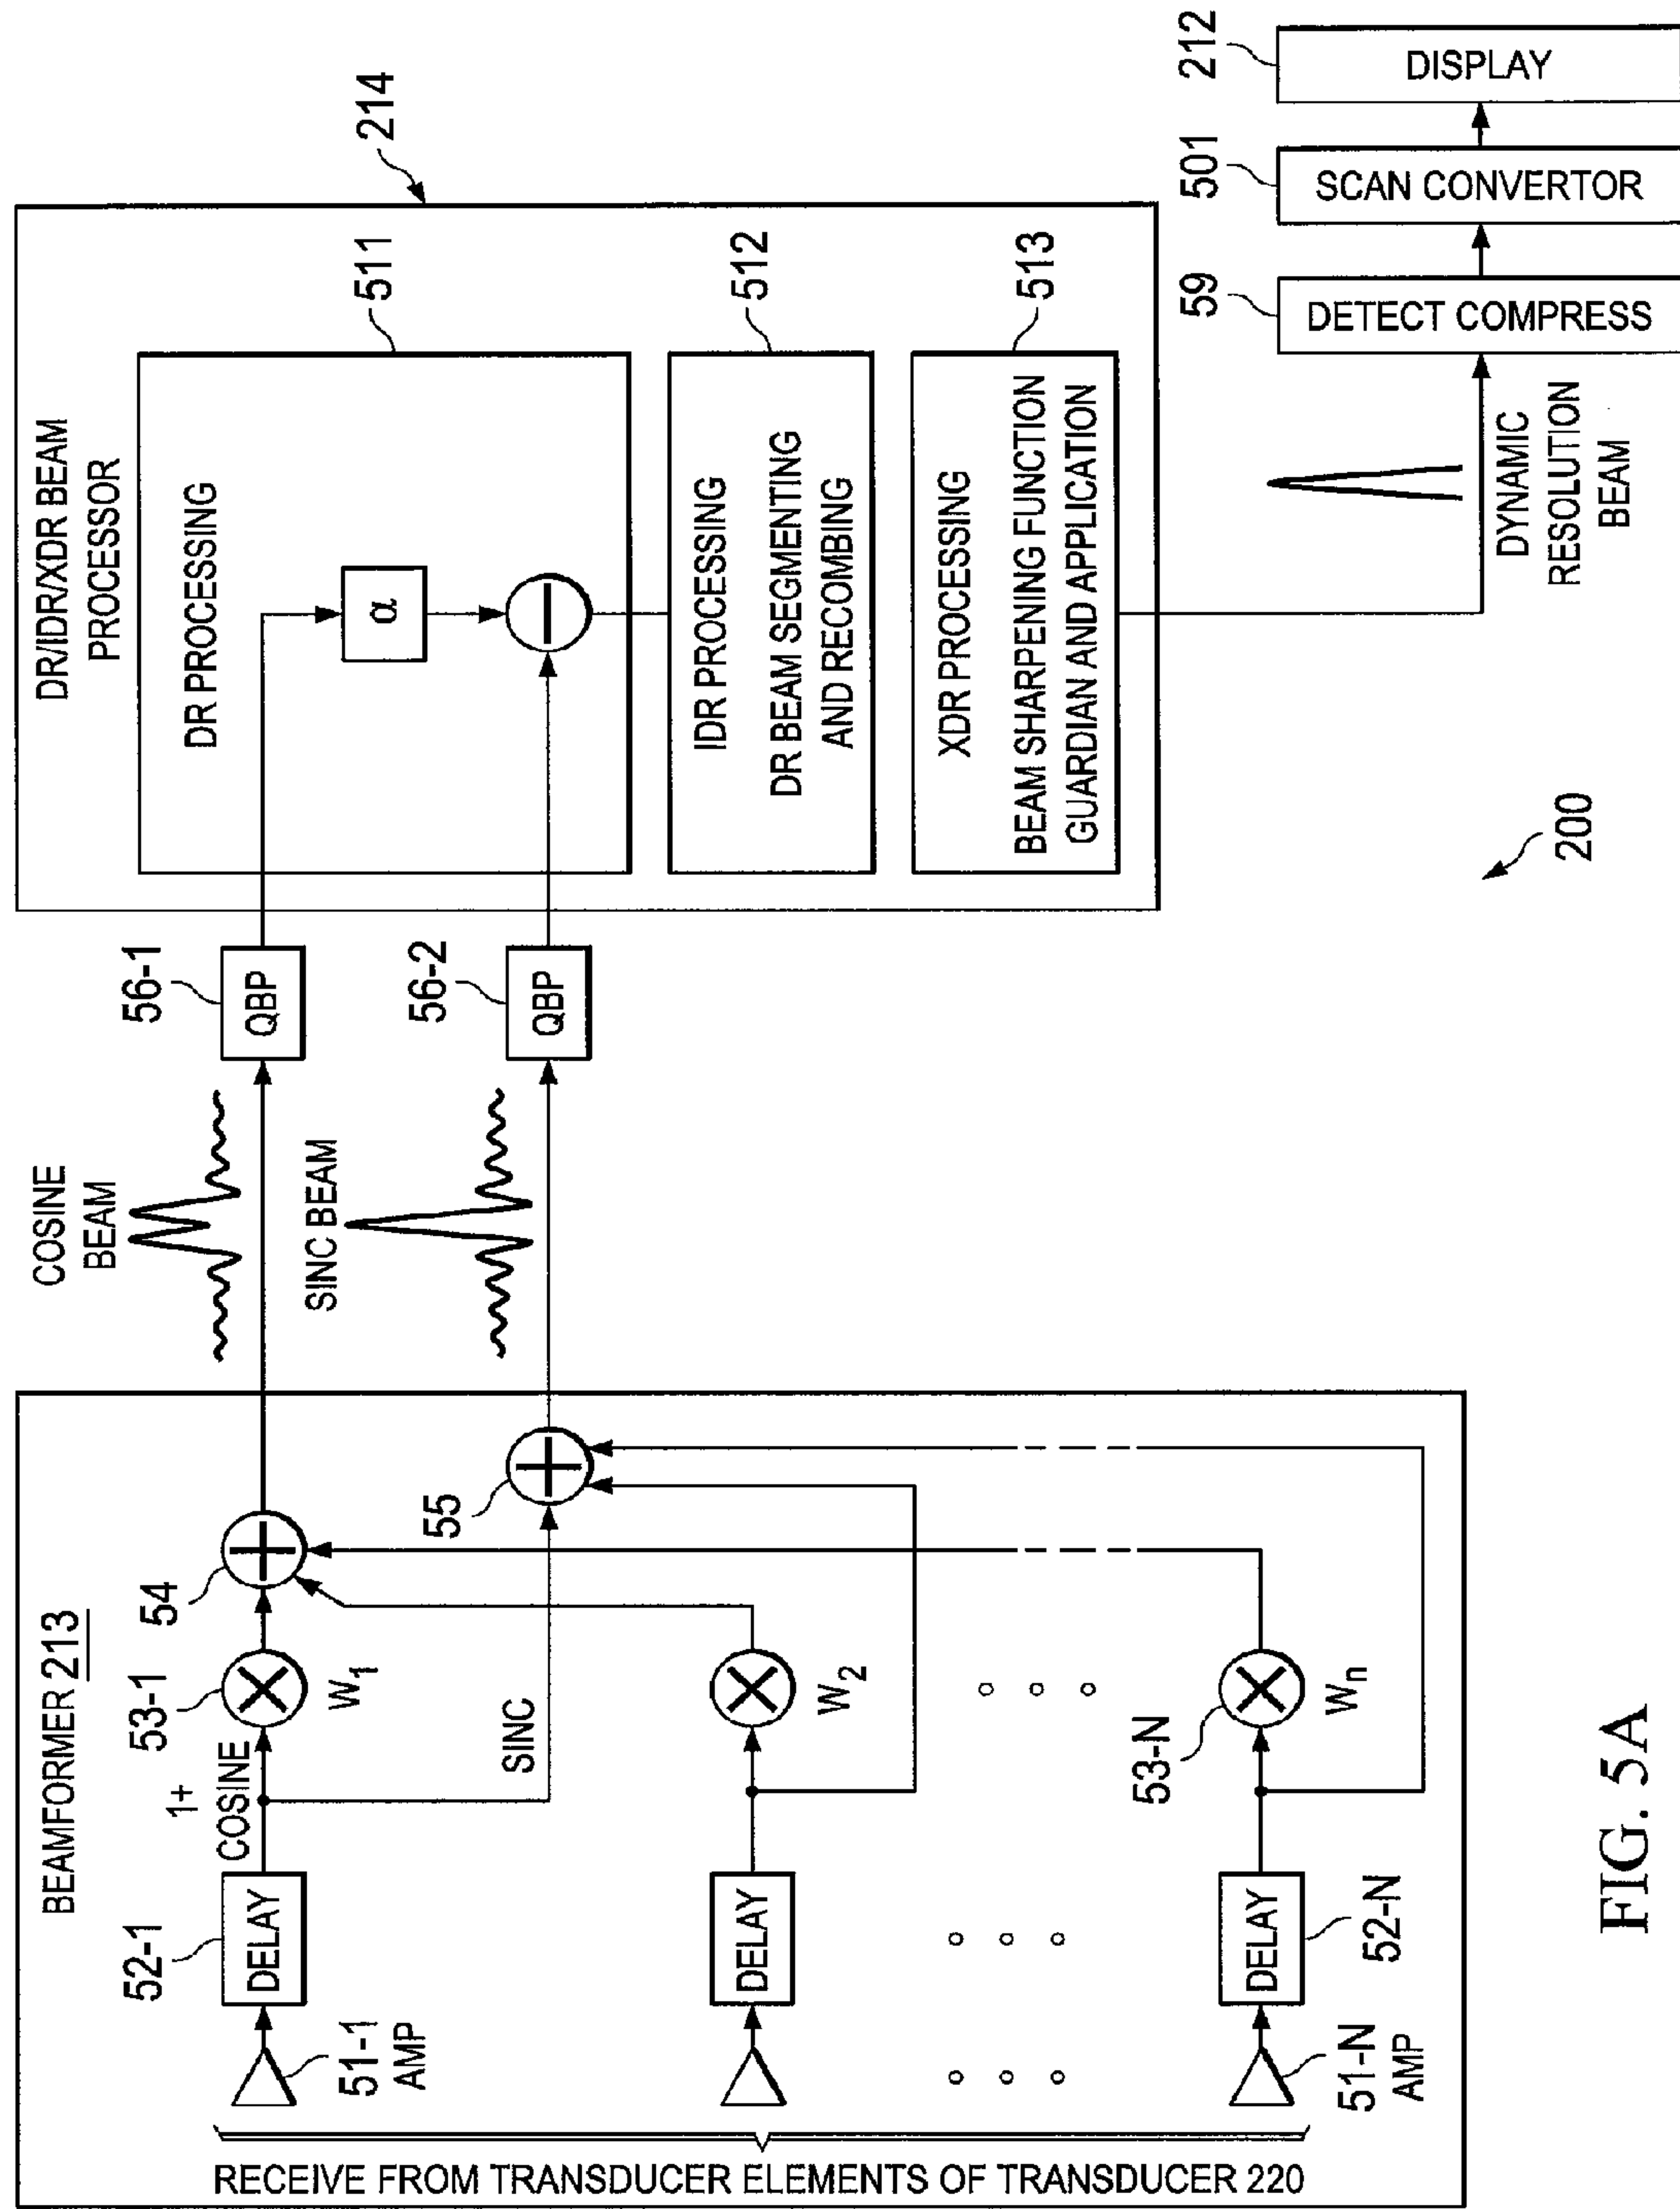 BEAMFORMER 213
RECEIVE FROM TRANSDUCER ELEMENTS OF TRANSDUCER 220
51-1
AMP
52-1
DELAY
1+
COSINE
53-1
W1
54
SINC
55
DELAY
W2
51-N
AMP
DELAY
52-N
53-N
Wn
COSINE
BEAM
SINC BEAM
56-1
QBP
56-2
QBP
DR/IDR/XDR BEAM
PROCESSOR
214
DR PROCESSING
511
α
IDR PROCESSING
512
DR BEAM SEGMENTING
AND RECOMBING
XDR PROCESSING
513
BEAM SHARPENING FUNCTION
GUARDIAN AND APPLICATION
DYNAMIC
RESOLUTION
BEAM
59
DETECT COMPRESS
501
SCAN CONVERTOR
212
DISPLAY
200
FIG. 5A